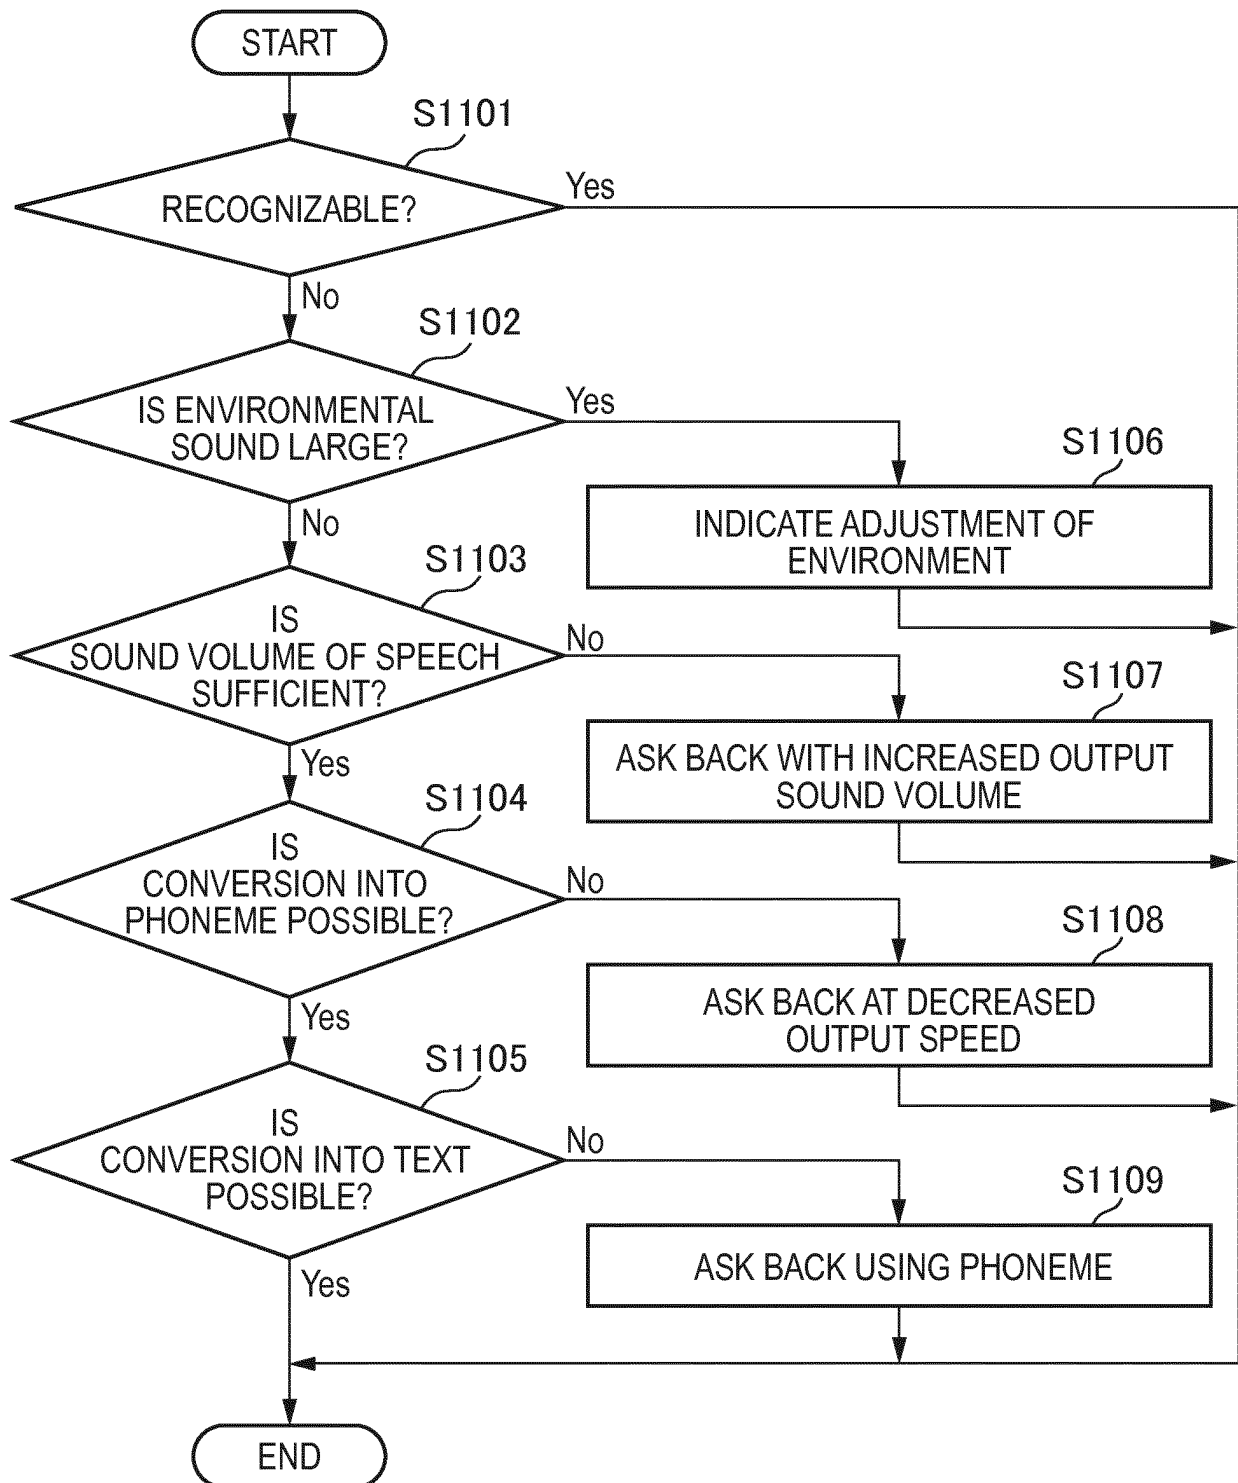 START
S1101
RECOGNIZABLE?
Yes
No
S1102
IS ENVIRONMENTAL
SOUND LARGE?
Yes
No
S1106
INDICATE ADJUSTMENT OF
ENVIRONMENT
S1103
IS
SOUND VOLUME OF SPEECH
SUFFICIENT?
No
Yes
S1107
ASK BACK WITH INCREASED OUTPUT
SOUND VOLUME
S1104
IS
CONVERSION INTO
PHONEME POSSIBLE?
No
Yes
S1108
ASK BACK AT DECREASED
OUTPUT SPEED
S1105
IS
CONVERSION INTO TEXT
POSSIBLE?
No
Yes
S1109
ASK BACK USING PHONEME
END